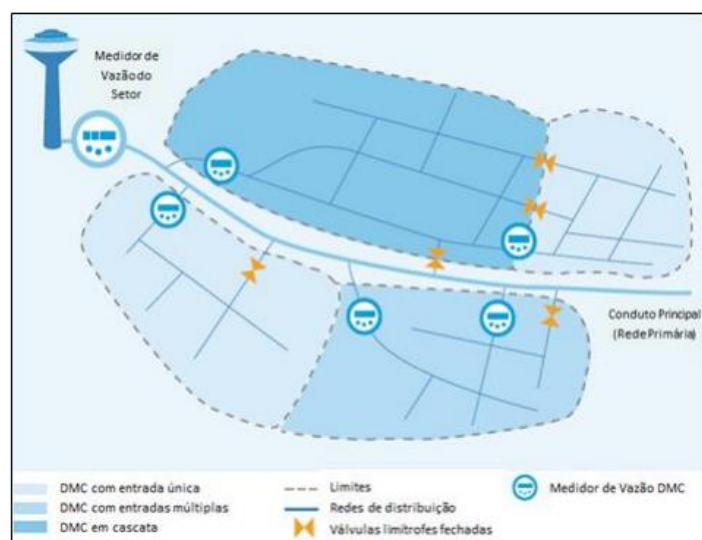 Medidor de
Vazão do
Setor
Conduto Principal
(Rede Primária)
DMC com entrada única
DMC com entradas múltiplas
DMC em cascata
Limites
Redes de distribuição
Válvulas limítrofes fechadas
Medidor de Vazão DMC